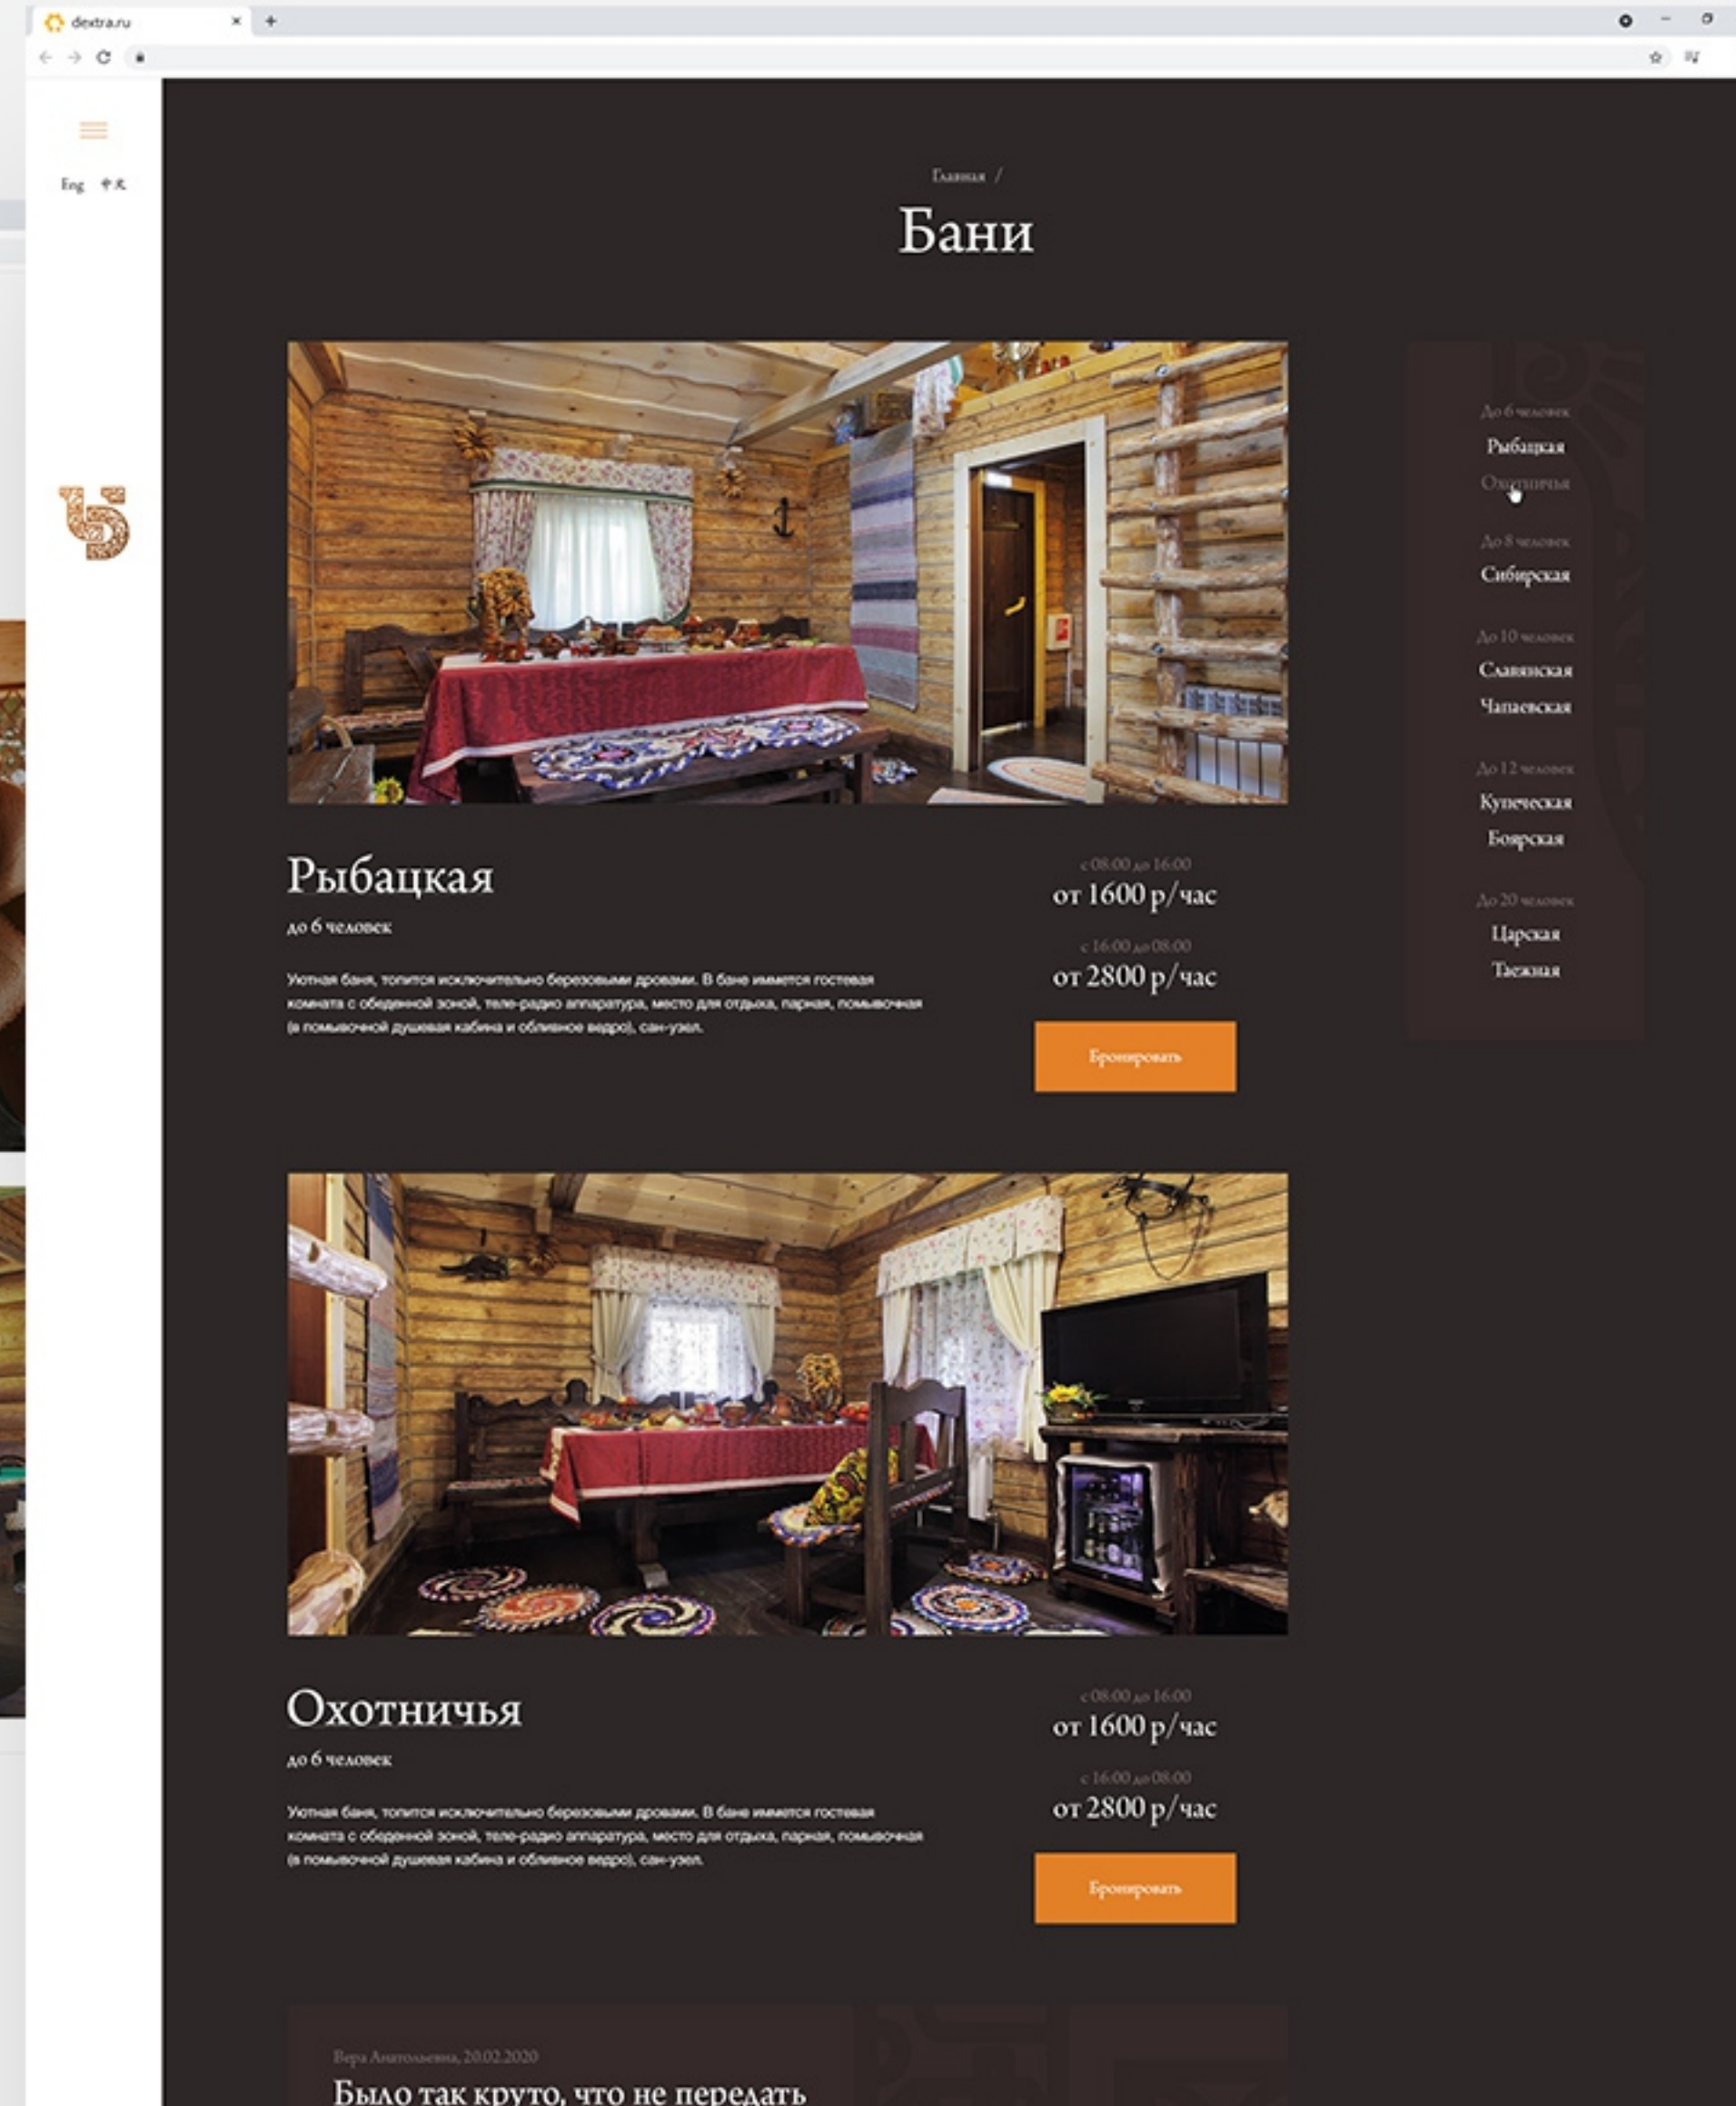 dextra.ru
Eng 中文
Главная /
Бани
До 6 человек
Рыбацкая
Охотничья
До 8 человек
Сибирская
До 10 человек
Славянская
Чапаевская
До 12 человек
Купеческая
Боярская
До 20 человек
Царская
Таежная
Рыбацкая
до 6 человек
Уютная баня, топится исключительно березовыми дровами. В бане иммется гостевая
комната с обеденной зоной, теле-радио аппаратура, место для отдыха, парная, помывочная
(в помывочной душевая кабина и обливное ведро), сан-узел.
с 08:00 до 16:00
от 1600 р/час
с 16:00 до 08:00
от 2800 р/час
Бронировать
Охотничья
до 6 человек
Уютная баня, топится исключительно березовыми дровами. В бане иммется гостевая
комната с обеденной зоной, теле-радио аппаратура, место для отдыха, парная, помывочная
(в помывочной душевая кабина и обливное ведро), сан-узел.
с 08:00 до 16:00
от 1600 р/час
с 16:00 до 08:00
от 2800 р/час
Бронировать
Вера Анатольевна, 20.02.2020
Было так круто, что не передать